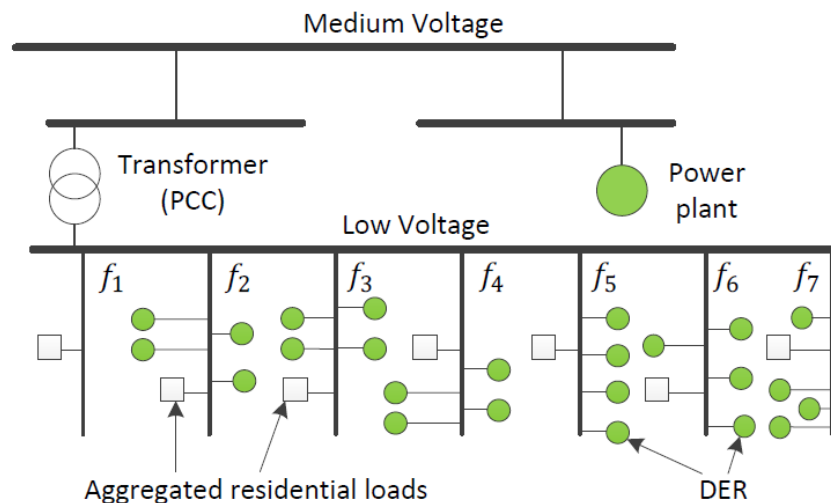 Medium Voltage
Transformer
(PCC)
Power
plant
Low Voltage
f₁
f₂
f₃
f₄
f₅
f₆
f₇
Aggregated residential loads
DER